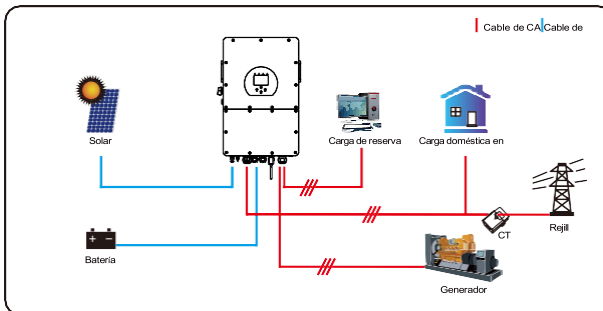 Cable de CA Cable de
Solar
Carga de reserva
Carga doméstica en
CT
Rejill
Batería
Generador